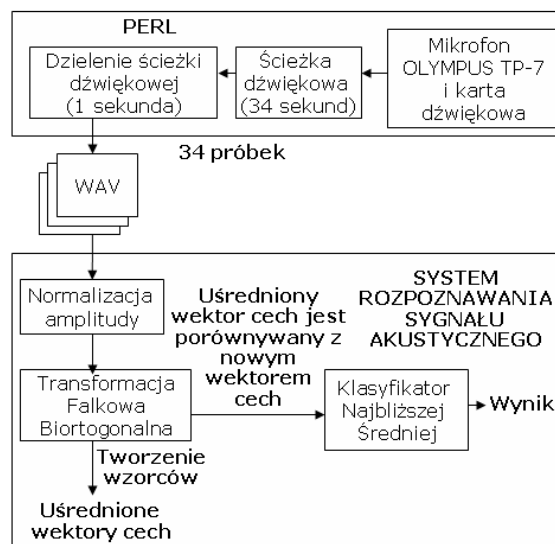 PERL
Dzielenie ścieżki
dźwiękowej
(1 sekunda)
Ścieżka
dźwiękowa
(34 sekund)
Mikrofon
OLYMPUS TP-7
i karta
dźwiękowa
34 próbek
WAV
SYSTEM
ROZPOZNAWANIA
SYGNAŁU
AKUSTYCZNEGO
Normalizacja
amplitudy
Uśredniony
wektor cech jest
porównywany z
nowym
wektorem
cech
Transformacja
Falkowa
Biortogonalna
Klasyfikator
Najbliższej
Średniej
Wynik
Tworzenie
wzorców
Uśrednione
wektory cech